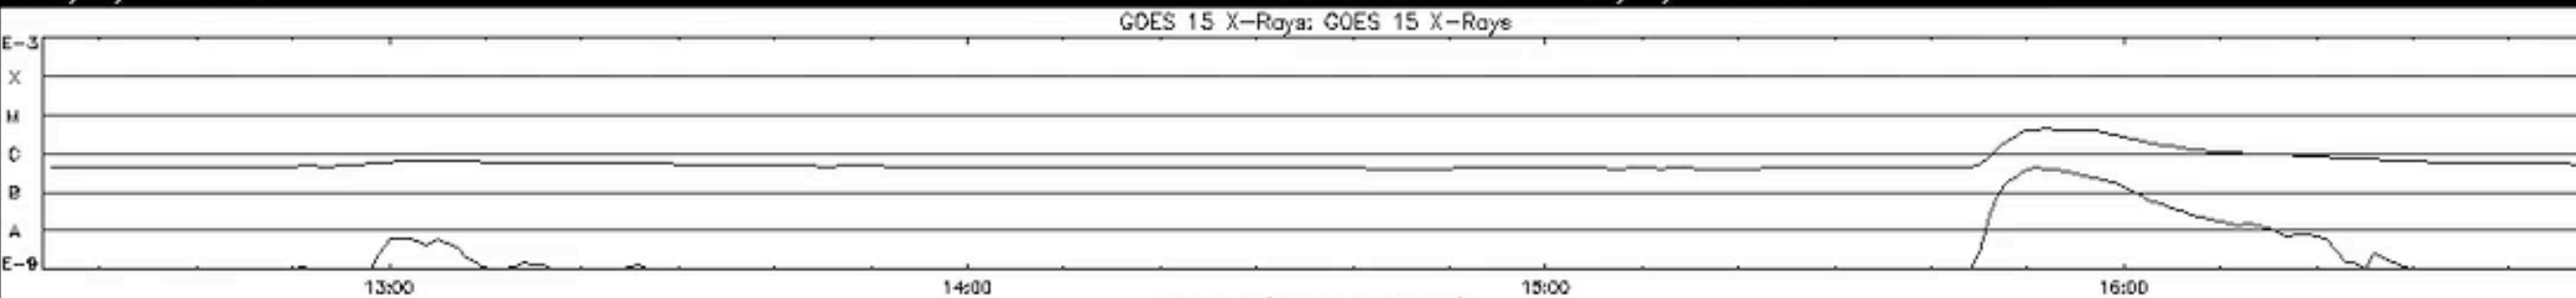 GOES 15 X-Rays: GOES 15 X-Rays
E-3
X
M
C
B
A
E-9
13:00 14:00 15:00 16:00